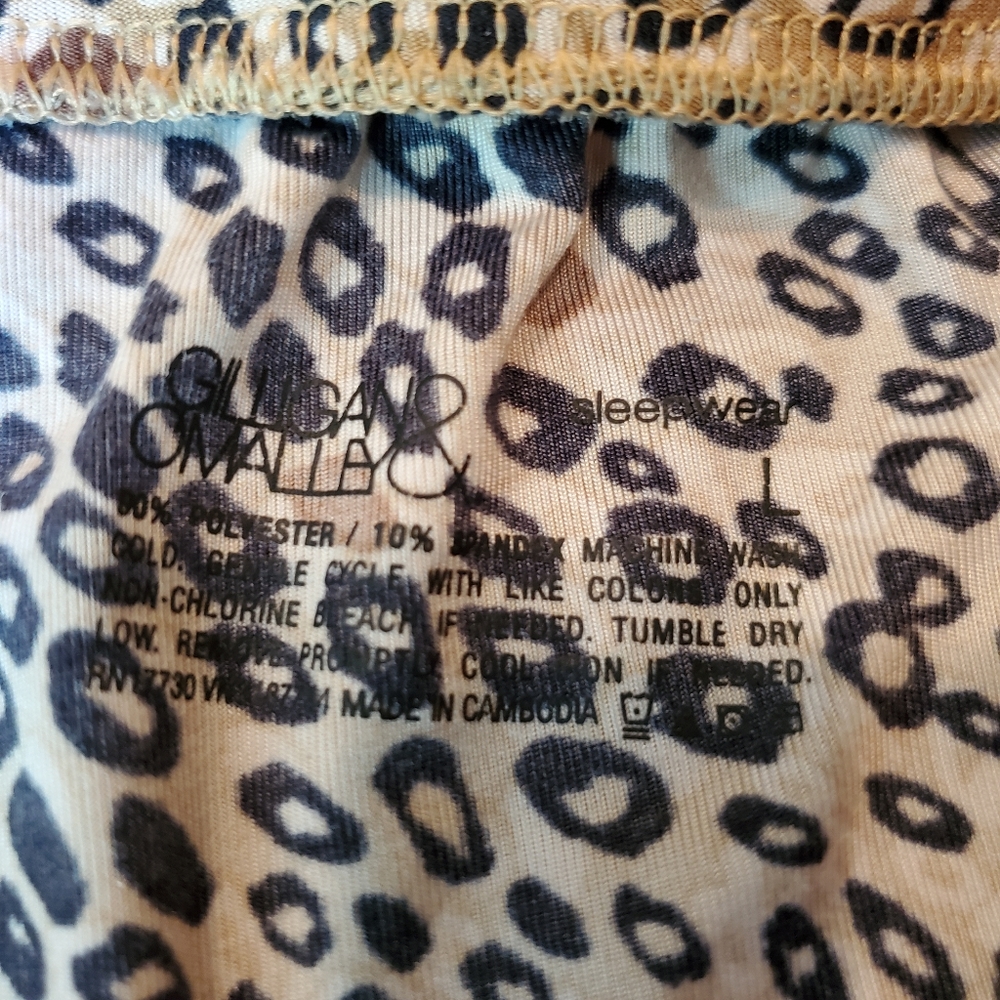 GILLIGAN &
O'MALLEY
sleepwear
L
90% POLYESTER / 10% SPANDEX MACHINE WASH
COLD. GENTLE CYCLE WITH LIKE COLORS ONLY
NON-CHLORINE BLEACH IF NEEDED. TUMBLE DRY
LOW. REMOVE PROMPTLY COOL IRON IF NEEDED.
MADE IN CAMBODIA